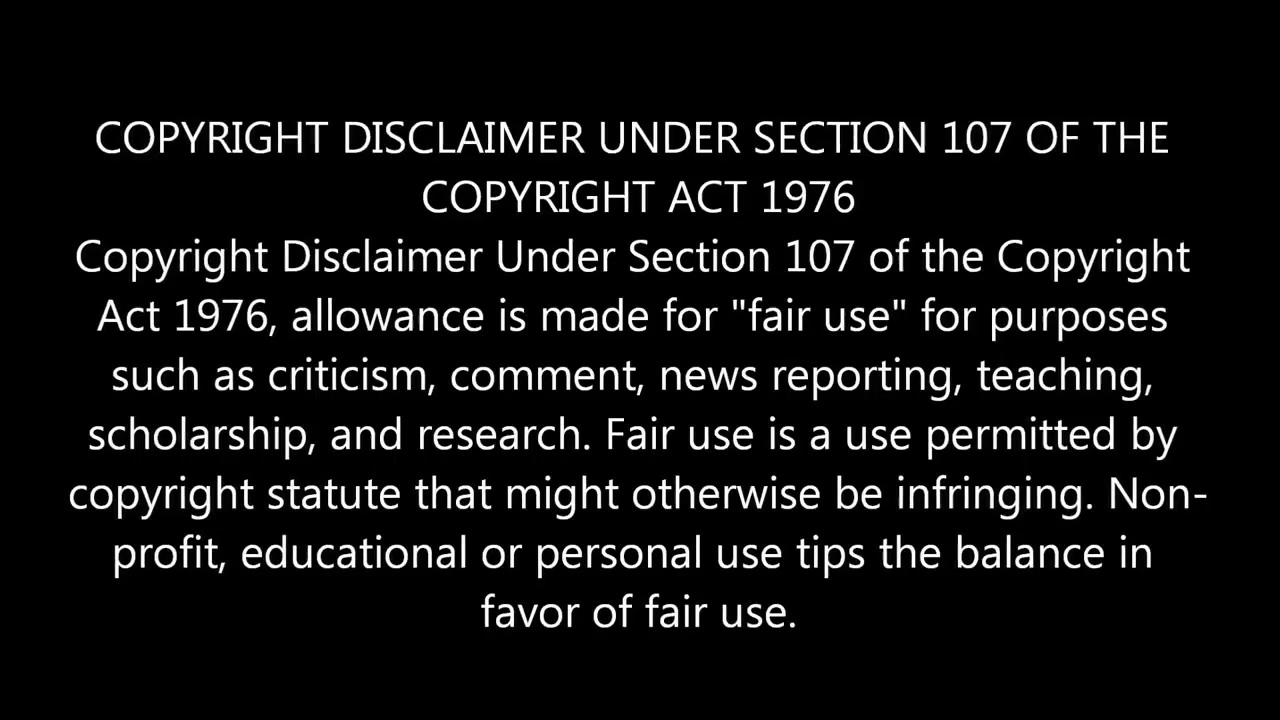 COPYRIGHT DISCLAIMER UNDER SECTION 107 OF THE
COPYRIGHT ACT 1976
Copyright Disclaimer Under Section 107 of the Copyright
Act 1976, allowance is made for "fair use" for purposes
such as criticism, comment, news reporting, teaching,
scholarship, and research. Fair use is a use permitted by
copyright statute that might otherwise be infringing. Non-
profit, educational or personal use tips the balance in
favor of fair use.